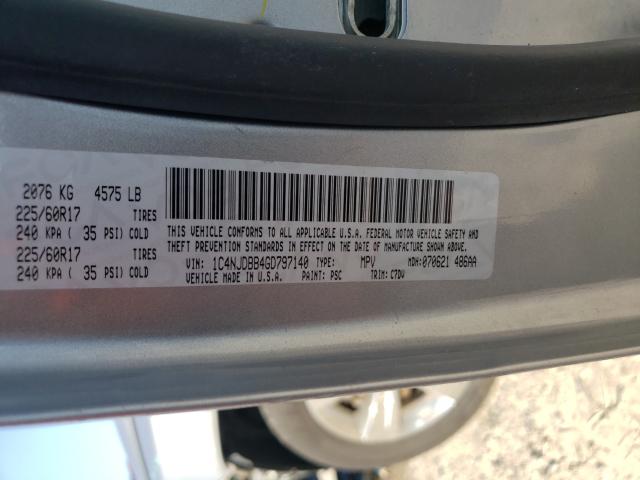 2076 KG 4575 LB
225/60R17 TIRES
240 KPA ( 35 PSI) COLD
225/60R17 TIRES
240 KPA ( 35 PSI) COLD
THIS VEHICLE CONFORMS TO ALL APPLICABLE U.S.A. FEDERAL MOTOR VEHICLE SAFETY AND
THEFT PREVENTION STANDARDS IN EFFECT ON THE DATE OF MANUFACTURE SHOWN ABOVE.
VIN: 1C4NJDBB4GD797140 TYPE: MPV MDH:070621 486AA
VEHICLE MADE IN U.S.A. PAINT: PSC TRIM: C7DV